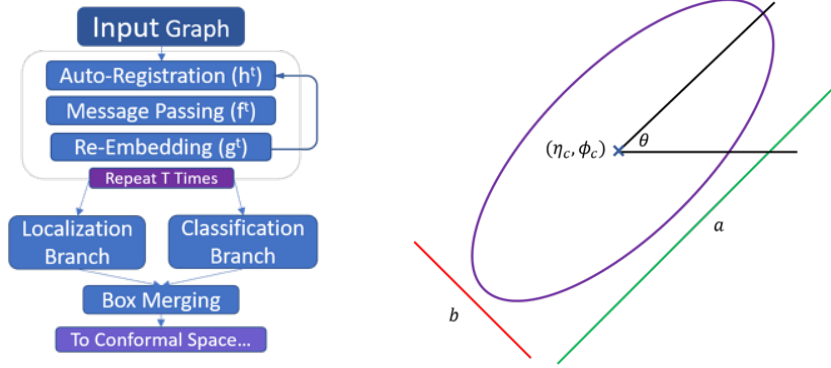 Input Graph
Auto-Registration (hᵗ)
Message Passing (fᵗ)
Re-Embedding (gᵗ)
Repeat T Times
Localization
Branch
Classification
Branch
Box Merging
To Conformal Space...
(η_c, ϕ_c)
θ
a
b